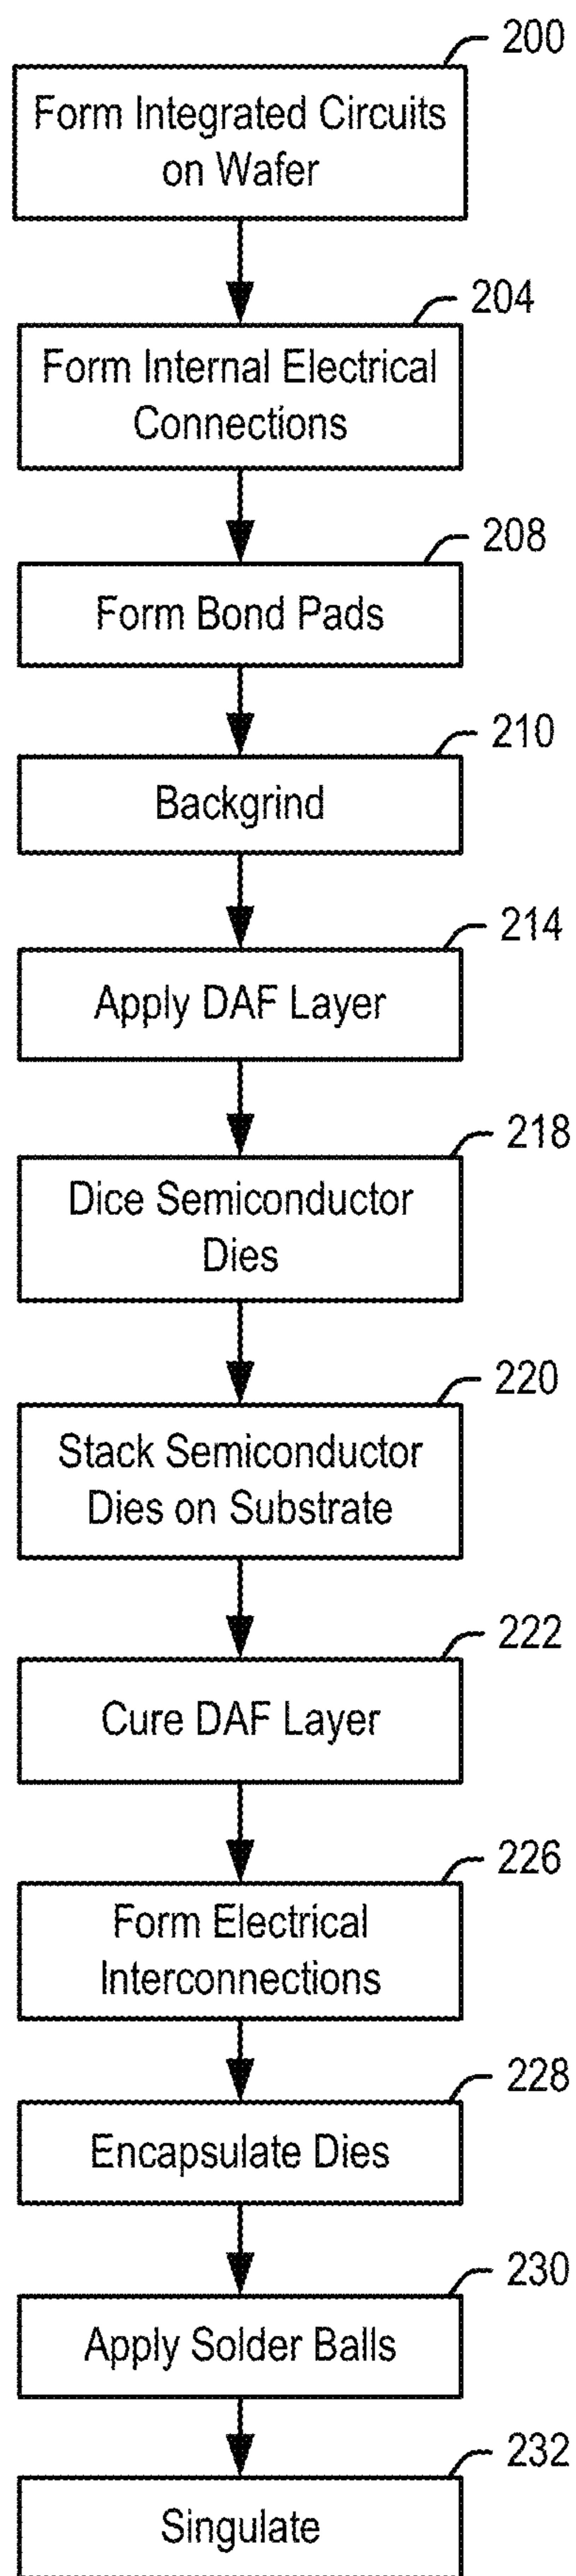 200
Form Integrated Circuits
on Wafer
204
Form Internal Electrical
Connections
208
Form Bond Pads
210
Backgrind
214
Apply DAF Layer
218
Dice Semiconductor
Dies
220
Stack Semiconductor
Dies on Substrate
222
Cure DAF Layer
226
Form Electrical
Interconnections
228
Encapsulate Dies
230
Apply Solder Balls
232
Singulate